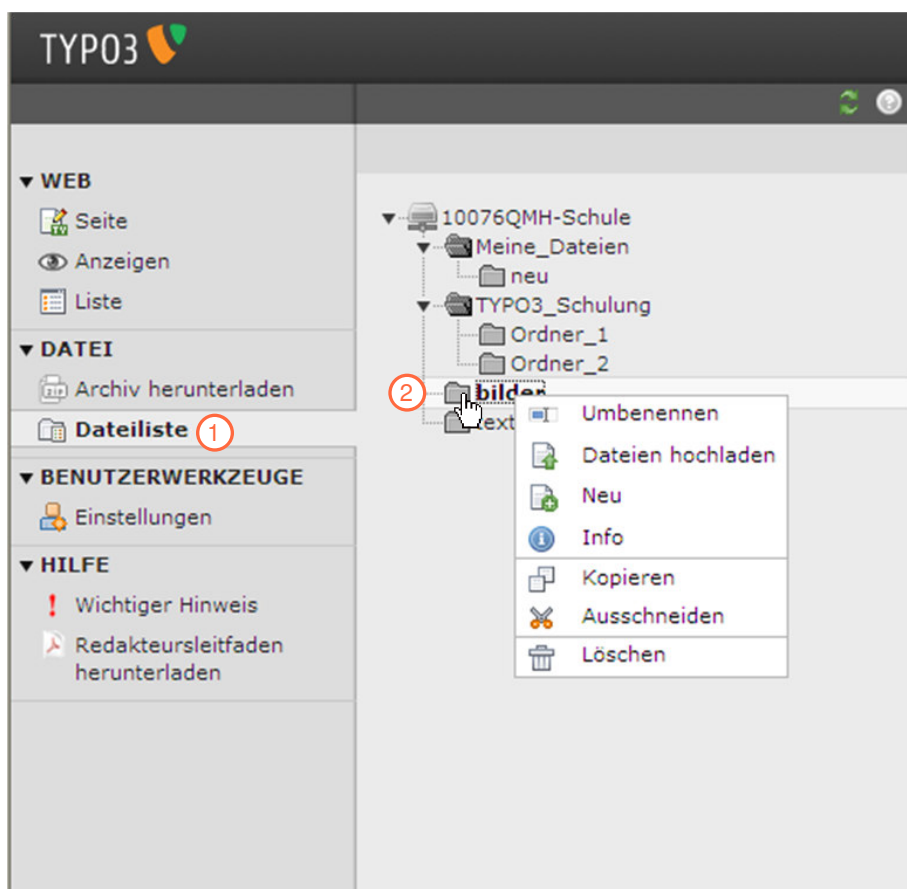 TYPO3
WEB
Seite
Anzeigen
Liste
DATEI
Archiv herunterladen
Dateiliste 1
BENUTZERWERKZEUGE
Einstellungen
HILFE
Wichtiger Hinweis
Redakteursleitfaden
herunterladen
10076QMH-Schule
Meine_Dateien
neu
TYPO3_Schulung
Ordner_1
Ordner_2
2 bilder
text
Umbenennen
Dateien hochladen
Neu
Info
Kopieren
Ausschneiden
Löschen